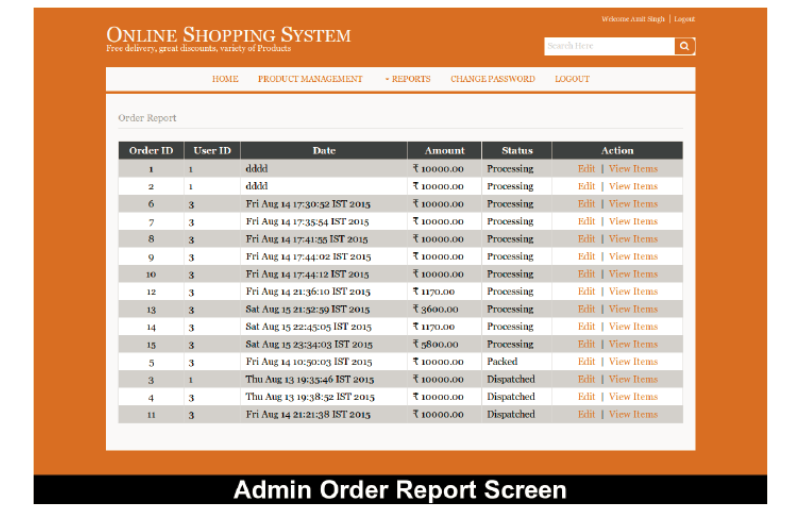 Welcome Amit Singh | Logout
ONLINE SHOPPING SYSTEM
Free delivery, great discounts, variety of Products
Search Here
HOME PRODUCT MANAGEMENT REPORTS CHANGE PASSWORD LOGOUT
Order Report
Order ID User ID Date Amount Status Action
1 1 dddd ₹ 10000.00 Processing Edit | View Items
2 1 dddd ₹ 10000.00 Processing Edit | View Items
6 3 Fri Aug 14 17:30:52 IST 2015 ₹ 10000.00 Processing Edit | View Items
7 3 Fri Aug 14 17:35:54 IST 2015 ₹ 10000.00 Processing Edit | View Items
8 3 Fri Aug 14 17:41:55 IST 2015 ₹ 10000.00 Processing Edit | View Items
9 3 Fri Aug 14 17:44:02 IST 2015 ₹ 10000.00 Processing Edit | View Items
10 3 Fri Aug 14 17:44:12 IST 2015 ₹ 10000.00 Processing Edit | View Items
12 3 Fri Aug 14 21:36:10 IST 2015 ₹ 1170.00 Processing Edit | View Items
13 3 Sat Aug 15 21:52:59 IST 2015 ₹ 3600.00 Processing Edit | View Items
14 3 Sat Aug 15 22:45:05 IST 2015 ₹ 1170.00 Processing Edit | View Items
15 3 Sat Aug 15 23:34:03 IST 2015 ₹ 5800.00 Processing Edit | View Items
5 3 Fri Aug 14 10:50:03 IST 2015 ₹ 10000.00 Packed Edit | View Items
3 1 Thu Aug 13 19:35:46 IST 2015 ₹ 10000.00 Dispatched Edit | View Items
4 3 Thu Aug 13 19:38:52 IST 2015 ₹ 10000.00 Dispatched Edit | View Items
11 3 Fri Aug 14 21:21:38 IST 2015 ₹ 10000.00 Dispatched Edit | View Items
Admin Order Report Screen